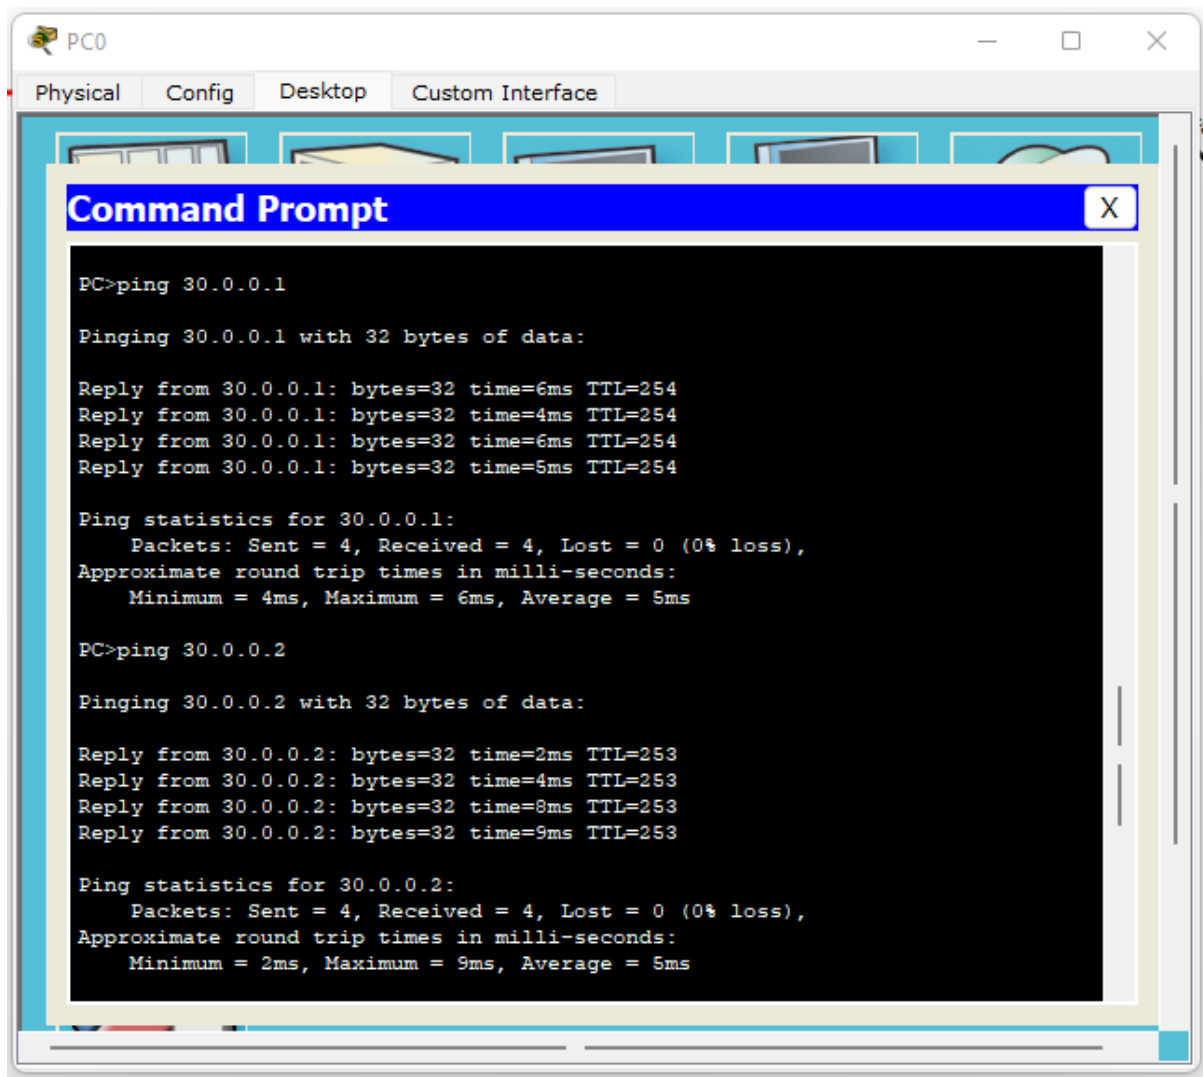 PC0
Physical Config Desktop Custom Interface
Command Prompt X
PC>ping 30.0.0.1
Pinging 30.0.0.1 with 32 bytes of data:
Reply from 30.0.0.1: bytes=32 time=6ms TTL=254
Reply from 30.0.0.1: bytes=32 time=4ms TTL=254
Reply from 30.0.0.1: bytes=32 time=6ms TTL=254
Reply from 30.0.0.1: bytes=32 time=5ms TTL=254
Ping statistics for 30.0.0.1:
Packets: Sent = 4, Received = 4, Lost = 0 (0% loss),
Approximate round trip times in milli-seconds:
Minimum = 4ms, Maximum = 6ms, Average = 5ms
PC>ping 30.0.0.2
Pinging 30.0.0.2 with 32 bytes of data:
Reply from 30.0.0.2: bytes=32 time=2ms TTL=253
Reply from 30.0.0.2: bytes=32 time=4ms TTL=253
Reply from 30.0.0.2: bytes=32 time=8ms TTL=253
Reply from 30.0.0.2: bytes=32 time=9ms TTL=253
Ping statistics for 30.0.0.2:
Packets: Sent = 4, Received = 4, Lost = 0 (0% loss),
Approximate round trip times in milli-seconds:
Minimum = 2ms, Maximum = 9ms, Average = 5ms